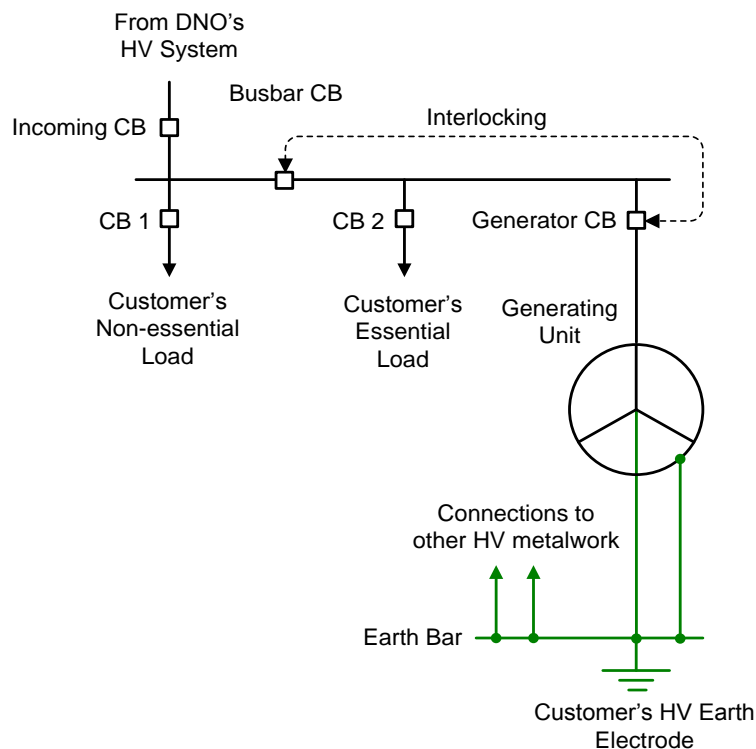 From DNO’s
HV System
Busbar CB
Incoming CB
Interlocking
CB 1
CB 2
Generator CB
Customer’s
Non-essential
Load
Customer’s
Essential
Load
Generating
Unit
Connections to
other HV metalwork
Earth Bar
Customer’s HV Earth
Electrode